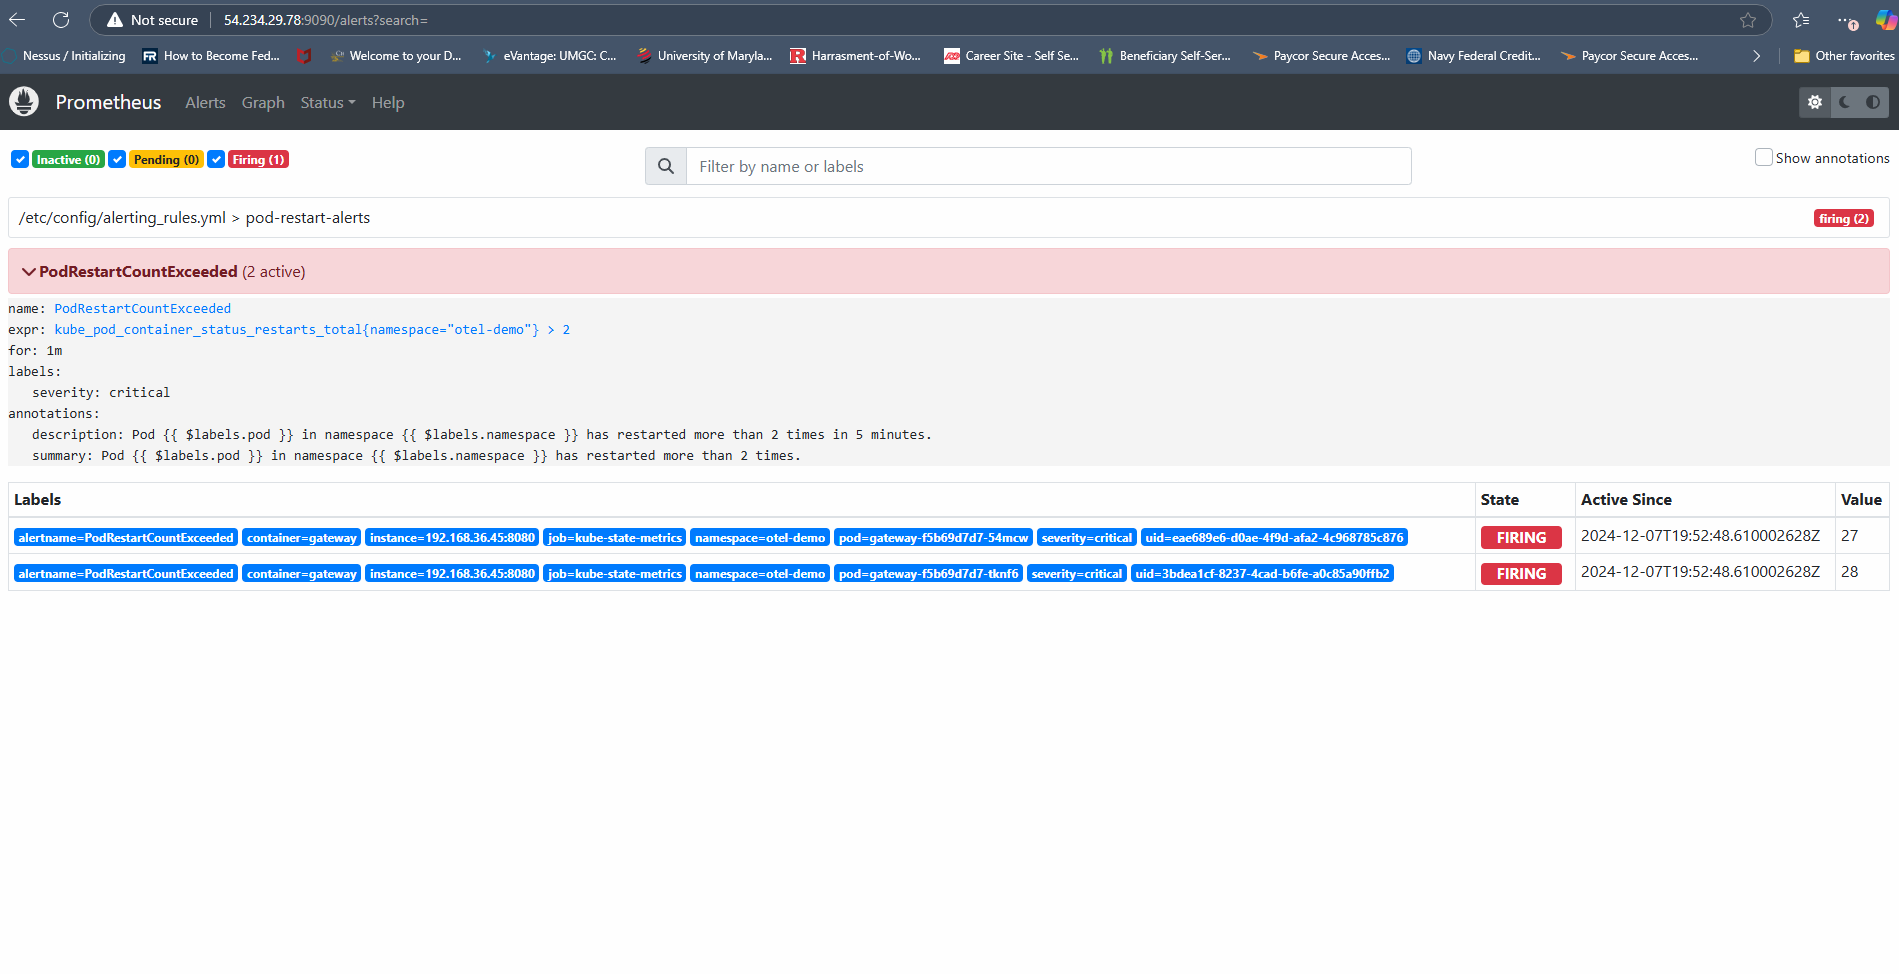 Not secure 54.234.29.78:9090/alerts?search=
Nessus / Initializing FR How to Become Fed... Welcome to your D... eVantage: UMGC: C... University of Maryla... R Harrasment-of-Wo... Career Site - Self Se... Beneficiary Self-Ser... Paycor Secure Acces... Navy Federal Credit... Paycor Secure Acces... Other favorites
Prometheus Alerts Graph Status Help
Inactive (0) Pending (0) Firing (1) Filter by name or labels Show annotations
/etc/config/alerting_rules.yml > pod-restart-alerts firing (2)
PodRestartCountExceeded (2 active)
name: PodRestartCountExceeded
expr: kube_pod_container_status_restarts_total{namespace="otel-demo"} > 2
for: 1m
labels:
severity: critical
annotations:
description: Pod {{ $labels.pod }} in namespace {{ $labels.namespace }} has restarted more than 2 times in 5 minutes.
summary: Pod {{ $labels.pod }} in namespace {{ $labels.namespace }} has restarted more than 2 times.
Labels State Active Since Value
alertname=PodRestartCountExceeded container=gateway instance=192.168.36.45:8080 job=kube-state-metrics namespace=otel-demo pod=gateway-f5b69d7d7-54mcw severity=critical uid=eae689e6-d0ae-4f9d-afa2-4c968785c876 FIRING 2024-12-07T19:52:48.610002628Z 27
alertname=PodRestartCountExceeded container=gateway instance=192.168.36.45:8080 job=kube-state-metrics namespace=otel-demo pod=gateway-f5b69d7d7-tknf6 severity=critical uid=3bdea1cf-8237-4cad-b6fe-a0c85a90ffb2 FIRING 2024-12-07T19:52:48.610002628Z 28